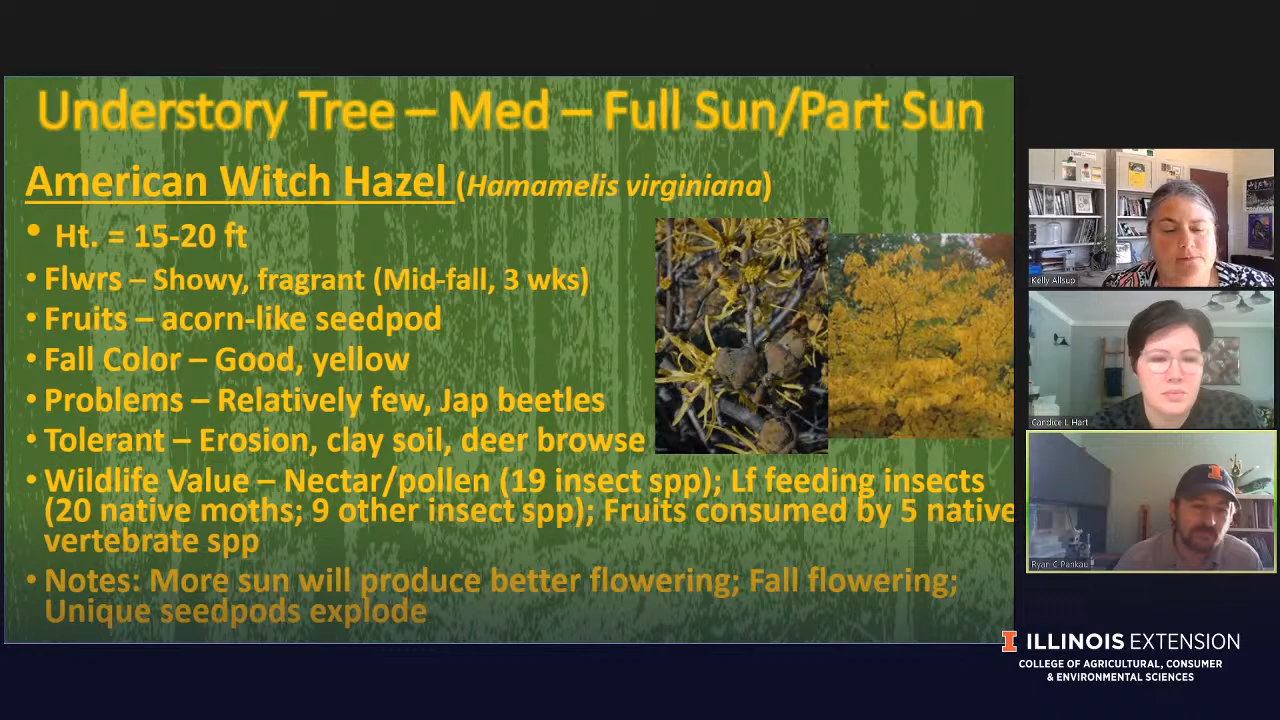 Understory Tree – Med – Full Sun/Part Sun
American Witch Hazel (Hamamelis virginiana)
• Ht. = 15-20 ft
• Flwrs – Showy, fragrant (Mid-fall, 3 wks)
• Fruits – acorn-like seedpod
• Fall Color – Good, yellow
• Problems – Relatively few, Jap beetles
• Tolerant – Erosion, clay soil, deer browse
• Wildlife Value – Nectar/pollen (19 insect spp); Lf feeding insects
(20 native moths; 9 other insect spp); Fruits consumed by 5 native
vertebrate spp
• Notes: More sun will produce better flowering; Fall flowering;
Unique seedpods explode
Kelly Allsup
Candice L Hart
Ryan C Pankau
I ILLINOIS EXTENSION
COLLEGE OF AGRICULTURAL, CONSUMER
& ENVIRONMENTAL SCIENCES